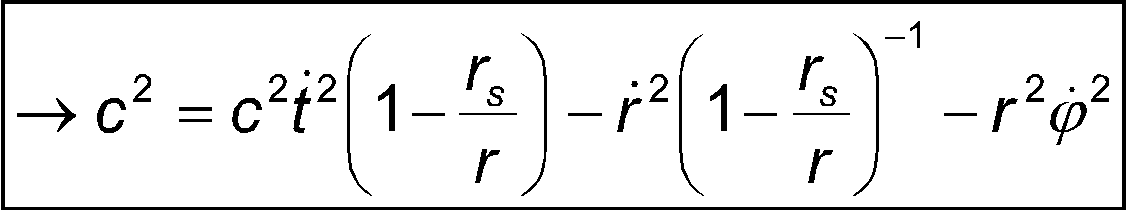 → c² = c²ṫ²(1 − r_s/r) − ṙ²(1 − r_s/r)⁻¹ − r²φ̇²